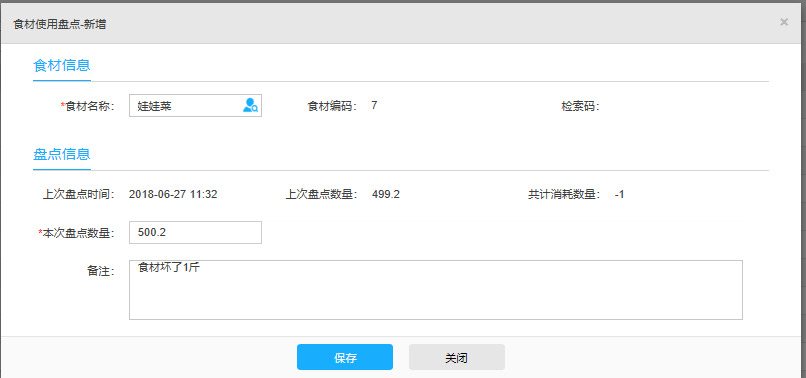 食材使用盘点-新增 ×
食材信息
*食材名称: 娃娃菜 食材编码: 7 检索码:
盘点信息
上次盘点时间: 2018-06-27 11:32 上次盘点数量: 499.2 共计消耗数量: -1
*本次盘点数量: 500.2
备注: 食材坏了1斤
保存 关闭